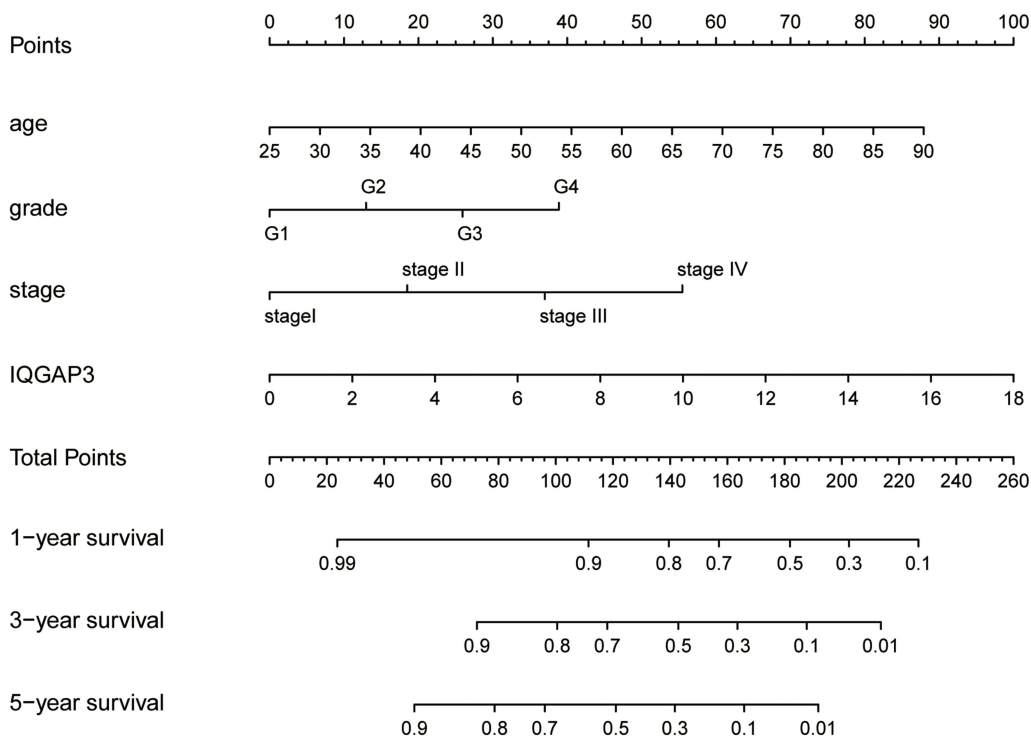 0 10 20 30 40 50 60 70 80 90 100
Points
age
25 30 35 40 45 50 55 60 65 70 75 80 85 90
G2 G4
grade
G1 G3
stage II stage IV
stage
stageI stage III
IQGAP3
0 2 4 6 8 10 12 14 16 18
Total Points
0 20 40 60 80 100 120 140 160 180 200 220 240 260
1−year survival
0.99 0.9 0.8 0.7 0.5 0.3 0.1
3−year survival
0.9 0.8 0.7 0.5 0.3 0.1 0.01
5−year survival
0.9 0.8 0.7 0.5 0.3 0.1 0.01